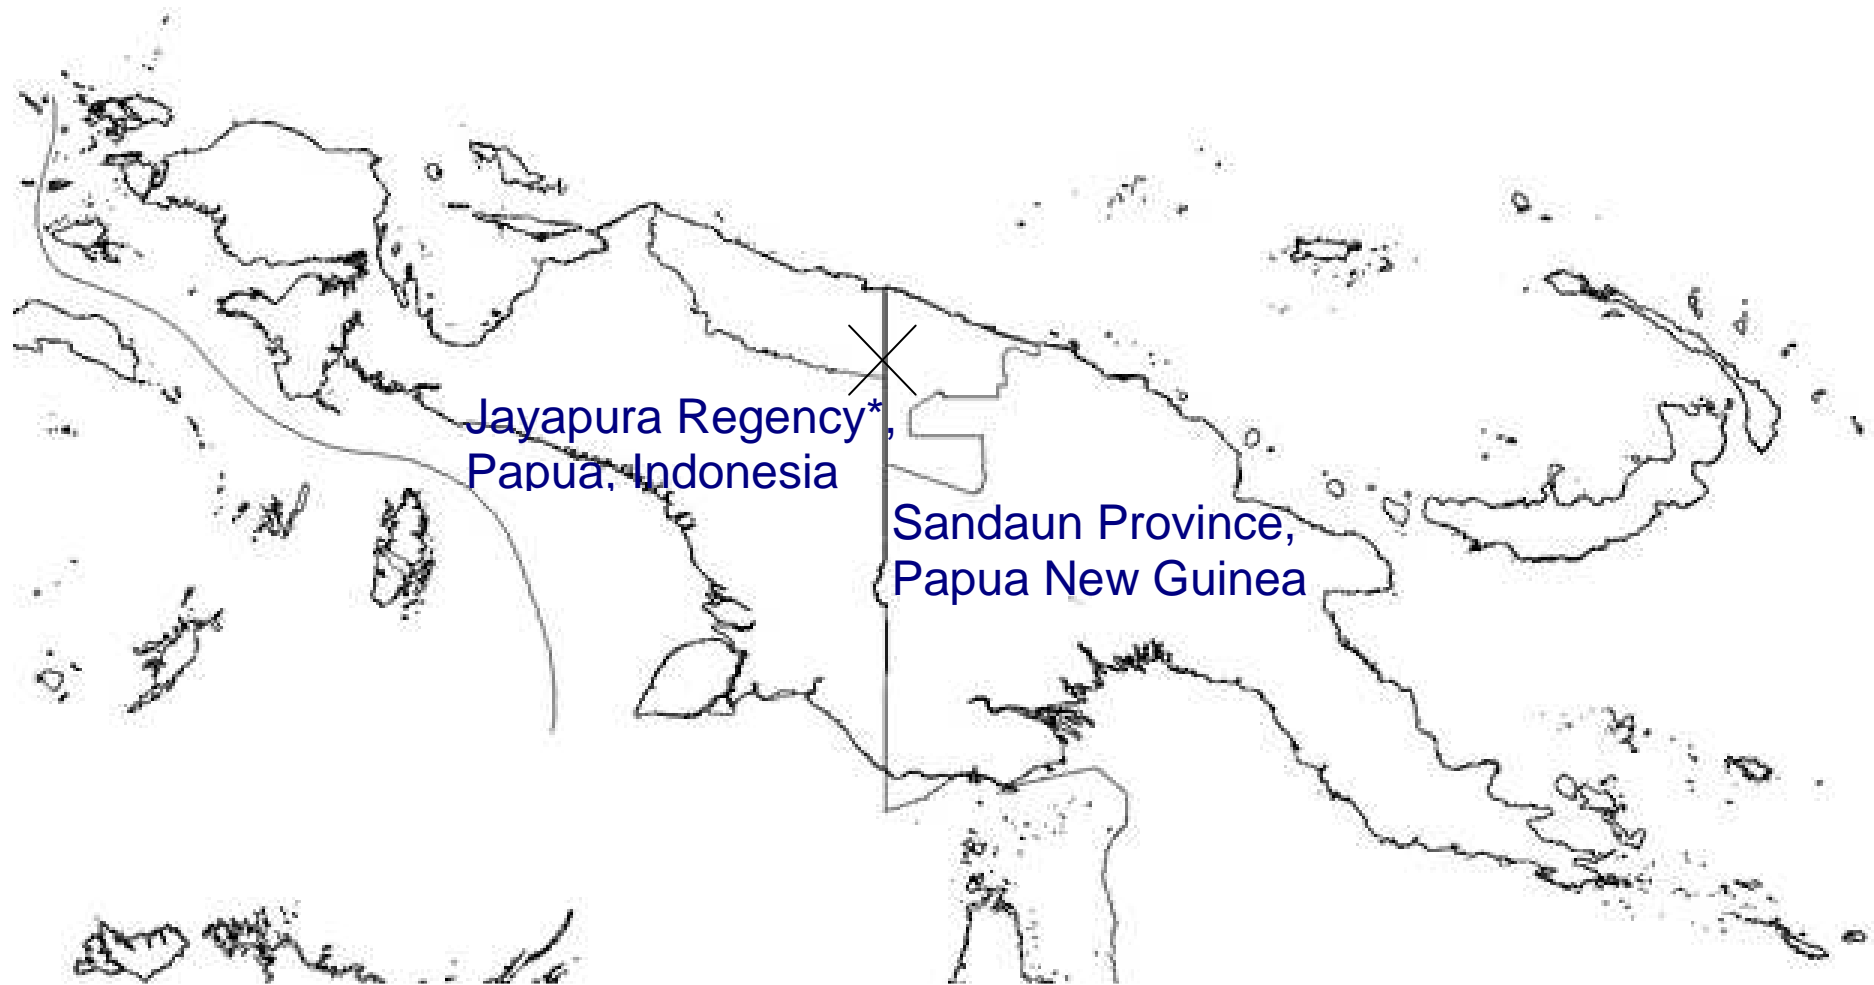 Jayapura Regency*,
Papua, Indonesia
Sandaun Province,
Papua New Guinea